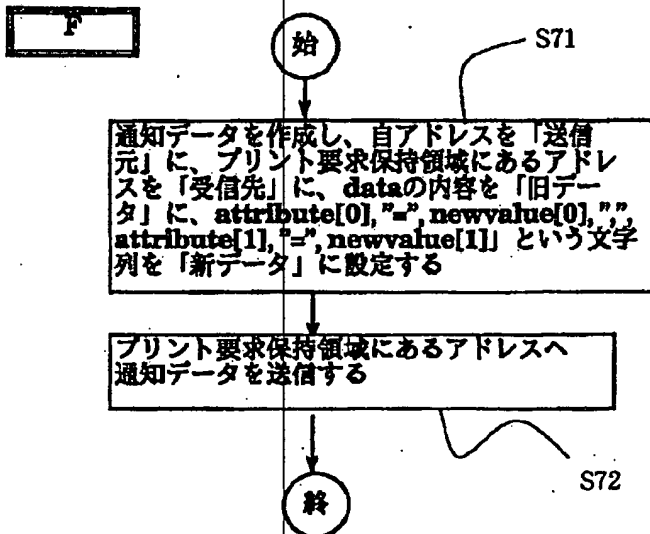 F
始
S71
通知データを作成し、自アドレスを「送信
元」に、プリント要求保持領域にあるアドレ
スを「受信先」に、dataの内容を「旧デー
タ」に、attribute[0],"=",newvalue[0],",",
attribute[1],"=",newvalue[1]」という文字
列を「新データ」に設定する
プリント要求保持領域にあるアドレスへ
通知データを送信する
S72
終